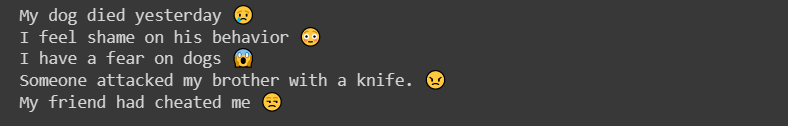 My dog died yesterday 😢
I feel shame on his behavior 😳
I have a fear on dogs 😱
Someone attacked my brother with a knife. 😠
My friend had cheated me 😒